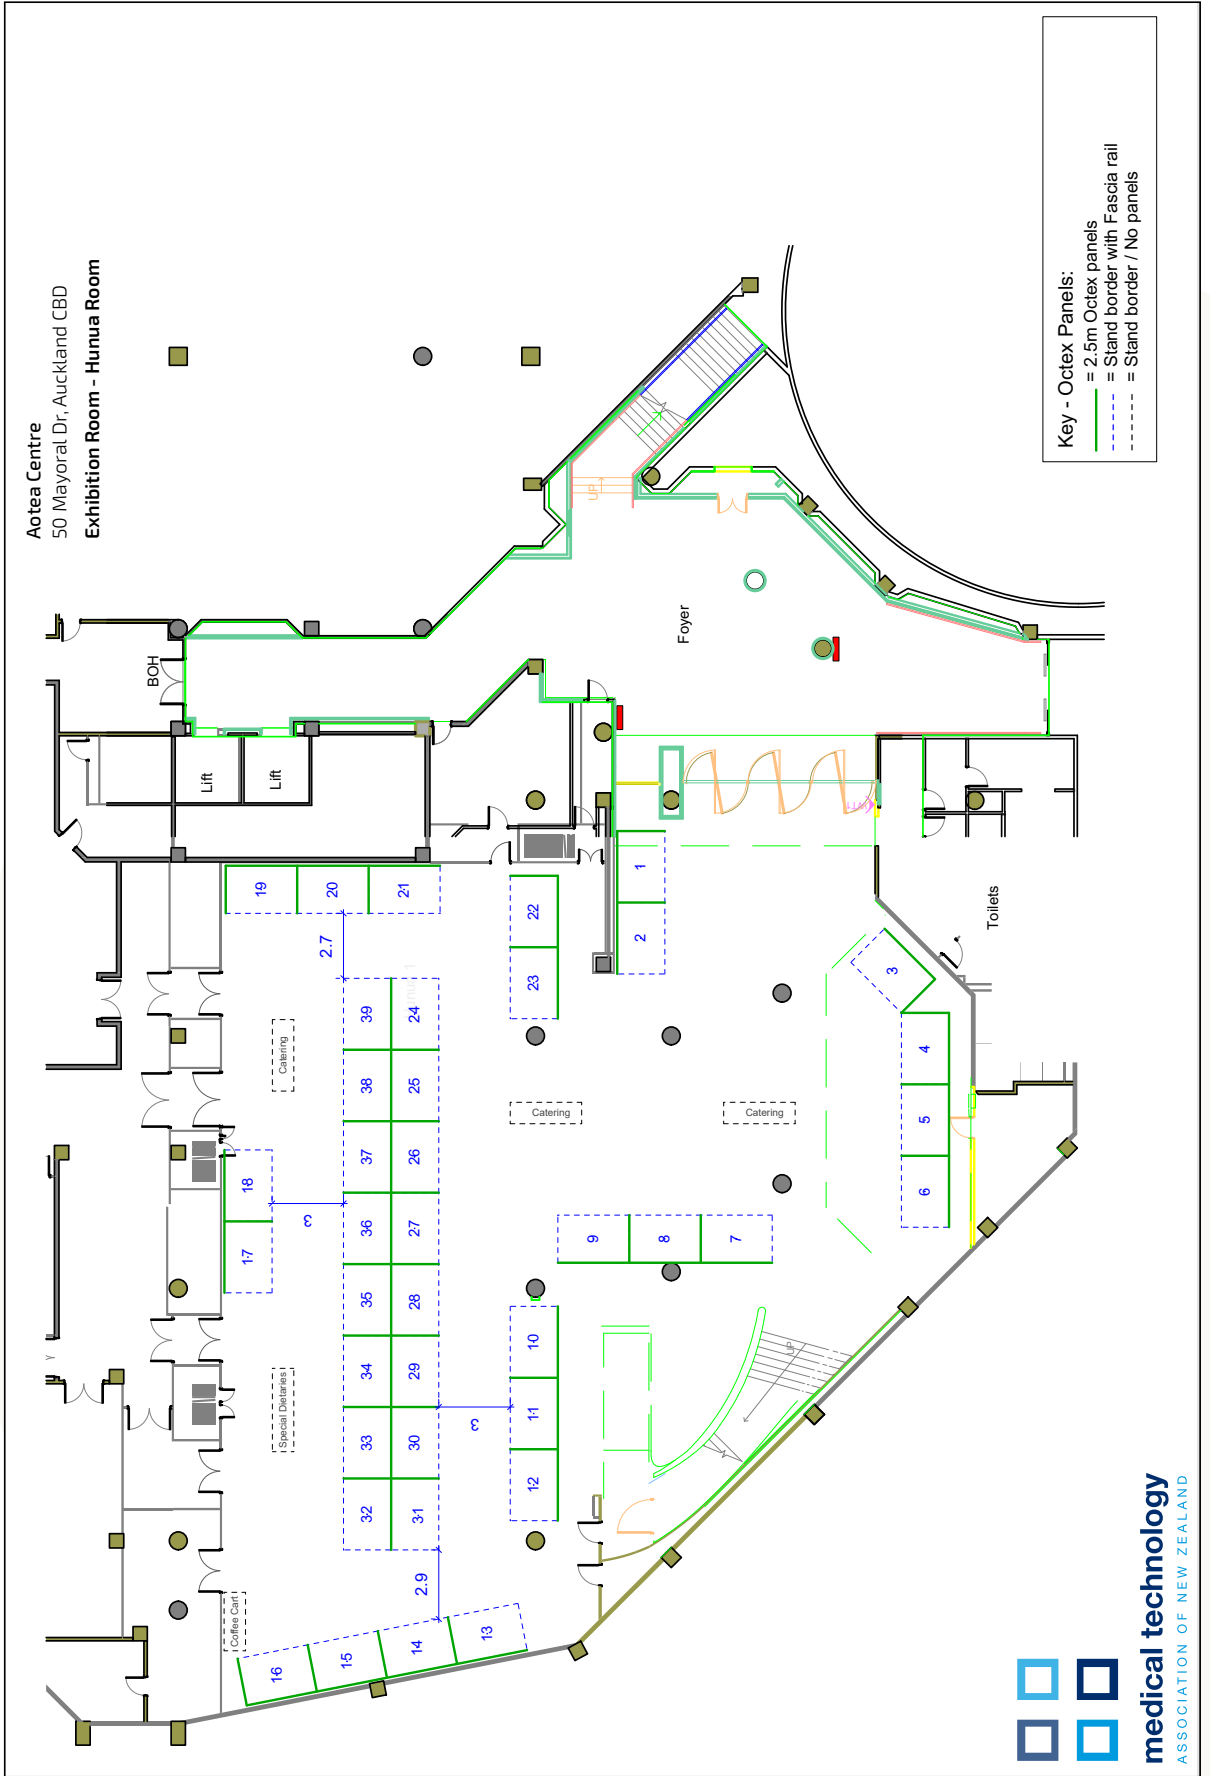 Aotea Centre
50 Mayoral Dr, Auckland CBD
Exhibition Room - Hunua Room
BOH
Lift
Lift
Foyer
UP
UP
Toilets
Key - Octex Panels:
= 2.5m Octex panels
= Stand border with Fascia rail
= Stand border / No panels
1
2
3
4
5
6
7
8
9
10
11
12
13
14
15
16
17
18
19
20
21
22
23
24
25
26
27
28
29
30
31
32
33
34
35
36
37
38
39
2.7
3
3
2.9
Catering
Catering
Catering
Special Dietaries
Coffee Cart
Y
medical technology
ASSOCIATION OF NEW ZEALAND